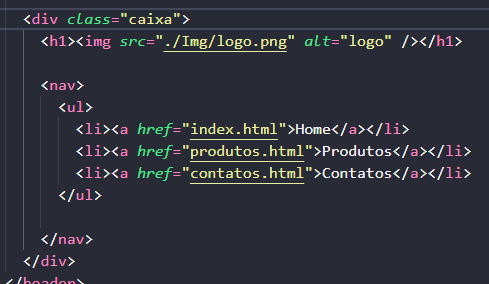 <div class="caixa">
<h1><img src="./Img/logo.png" alt="logo" /></h1>
<nav>
<ul>
<li><a href="index.html">Home</a></li>
<li><a href="produtos.html">Produtos</a></li>
<li><a href="contatos.html">Contatos</a></li>
</ul>
</nav>
</div>
</header>